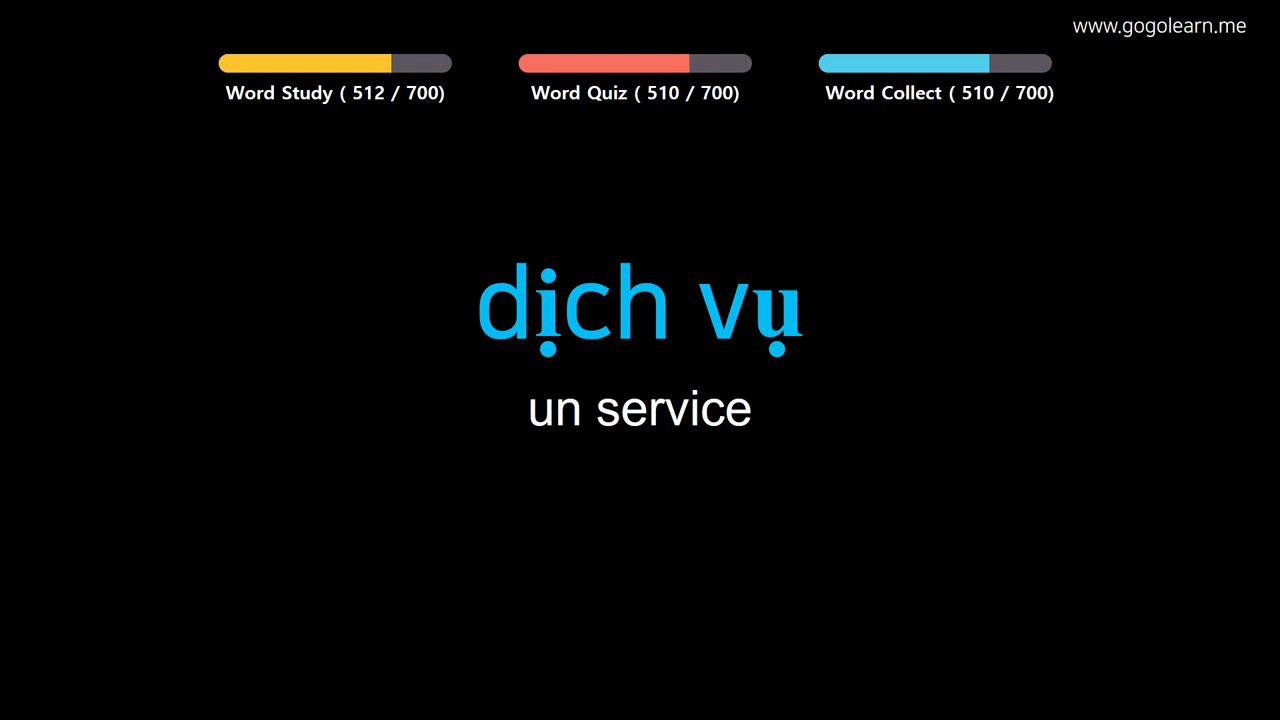 www.gogolearn.me
Word Study ( 512 / 700)
Word Quiz ( 510 / 700)
Word Collect ( 510 / 700)
dịch vụ
un service